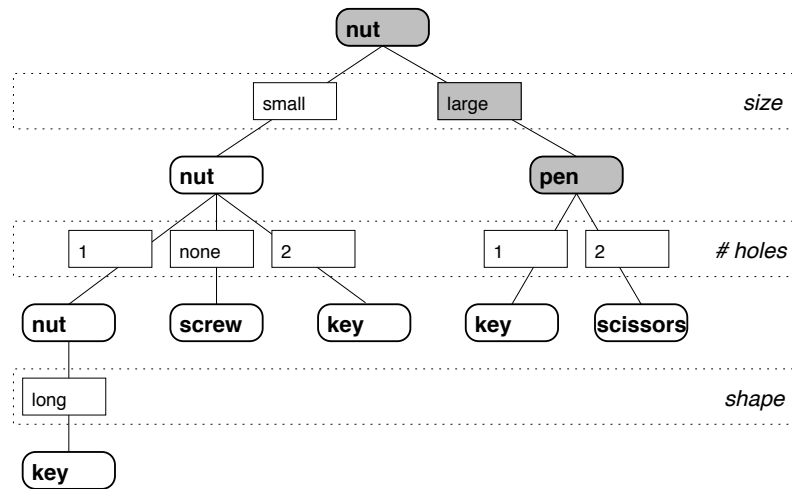 nut
small
large
size
nut
pen
1
none
2
1
2
# holes
nut
screw
key
key
scissors
long
shape
key